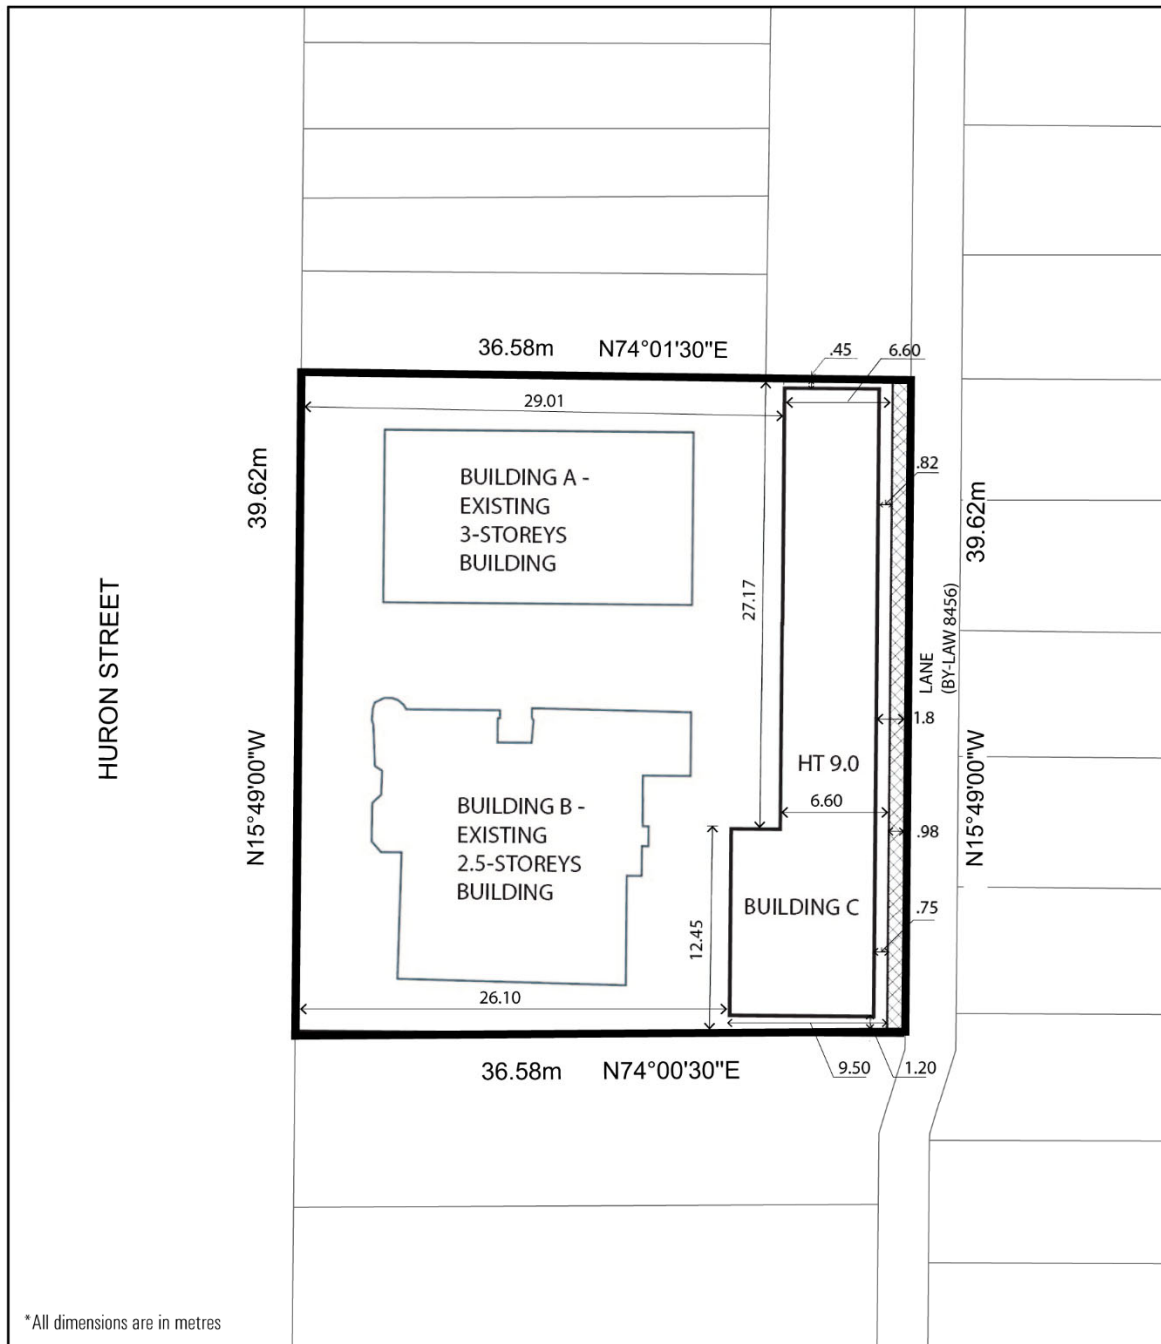 36.58m N74°01'30"E
.45
6.60
29.01
.82
39.62m
39.62m
BUILDING A -
EXISTING
3-STOREYS
BUILDING
27.17
HURON STREET
LANE
(BY-LAW 8456)
1.8
N15°49'00"W
N15°49'00"W
HT 9.0
6.60
.98
BUILDING B -
EXISTING
2.5-STOREYS
BUILDING
BUILDING C
.75
12.45
26.10
36.58m N74°00'30"E
9.50
1.20
*All dimensions are in metres